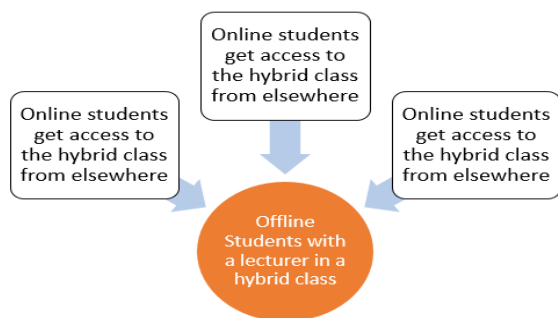 Online students
get access to
the hybrid class
from elsewhere
Online students
get access to
the hybrid class
from elsewhere
Online students
get access to
the hybrid class
from elsewhere
Offline
Students with
a lecturer in a
hybrid class